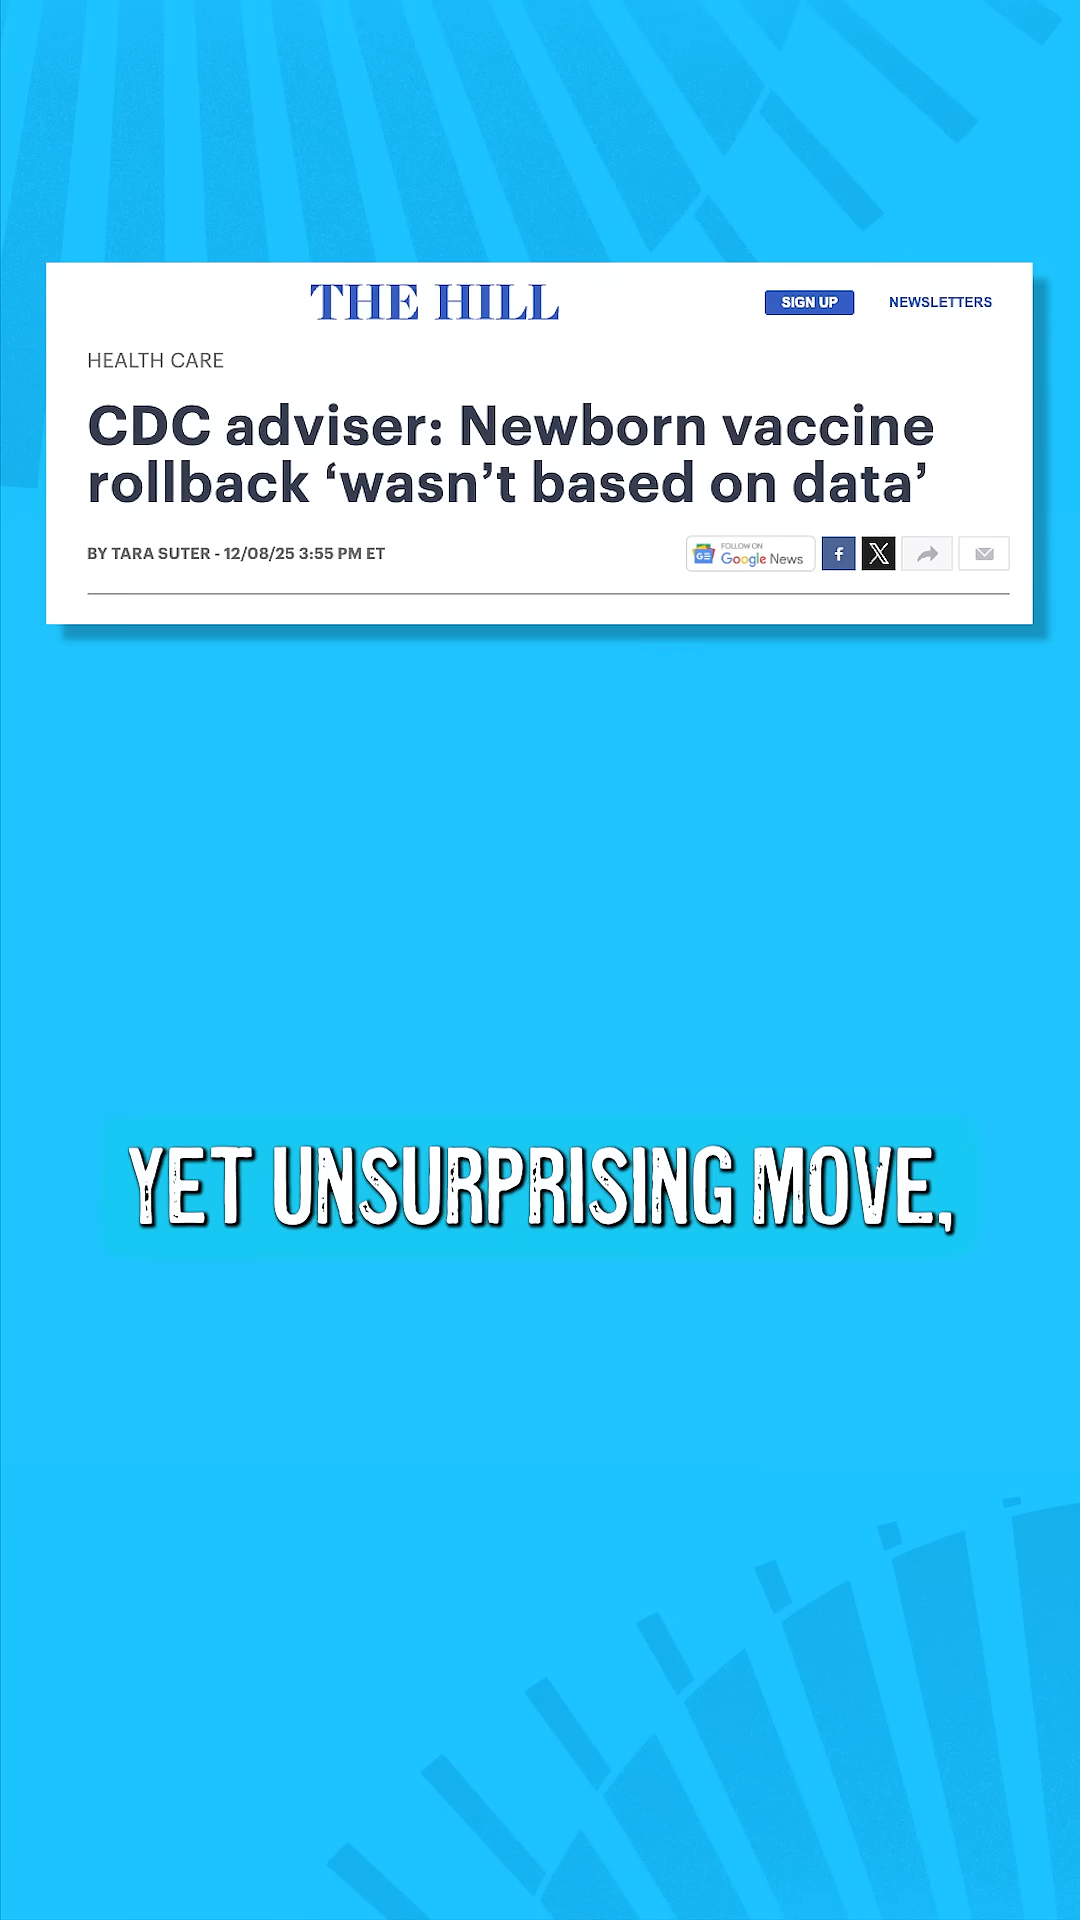 THE HILL
SIGN UP
NEWSLETTERS
HEALTH CARE
CDC adviser: Newborn vaccine
rollback ‘wasn’t based on data’
BY TARA SUTER - 12/08/25 3:55 PM ET
FOLLOW ON
GE Google News
f
X
YET UNSURPRISING MOVE,